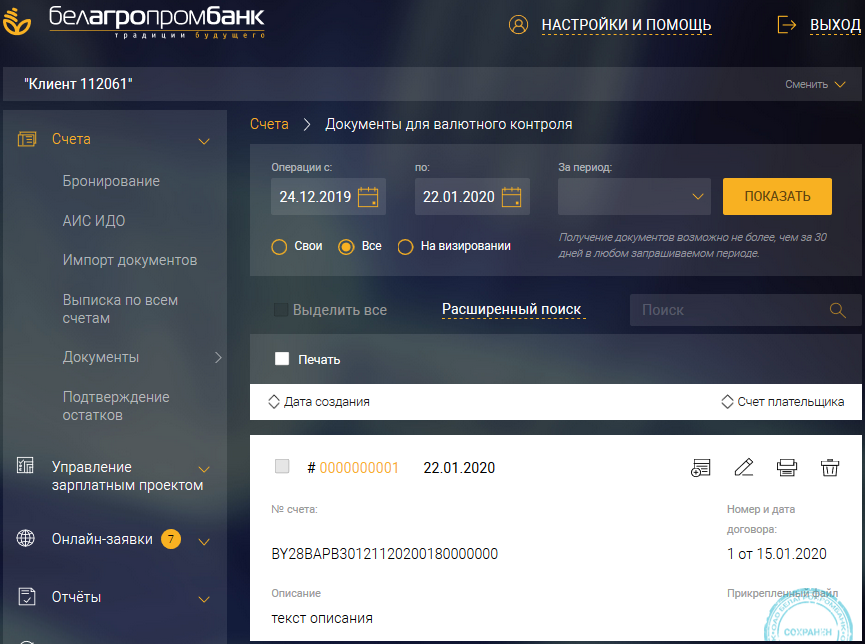 белагропромбанк
традиции будущего
НАСТРОЙКИ И ПОМОЩЬ
ВЫХОД
"Клиент 112061"
Сменить
Счета
Бронирование
АИС ИДО
Импорт документов
Выписка по всем
счетам
Документы
Подтверждение
остатков
Управление
зарплатным проектом
Онлайн-заявки 7
Отчёты
Счета > Документы для валютного контроля
Операции с:
по:
За период:
24.12.2019
22.01.2020
ПОКАЗАТЬ
Свои
Все
На визировании
Получение документов возможно не более, чем за 30
дней в любом запрашиваемом периоде.
Выделить все
Расширенный поиск
Поиск
Печать
Дата создания
Счет плательщика
# 0000000001
22.01.2020
№ счета:
Номер и дата
договора:
BY28BAPB30121120200180000000
1 от 15.01.2020
Описание
Прикрепленный файл
текст описания
СОХРАНЕН